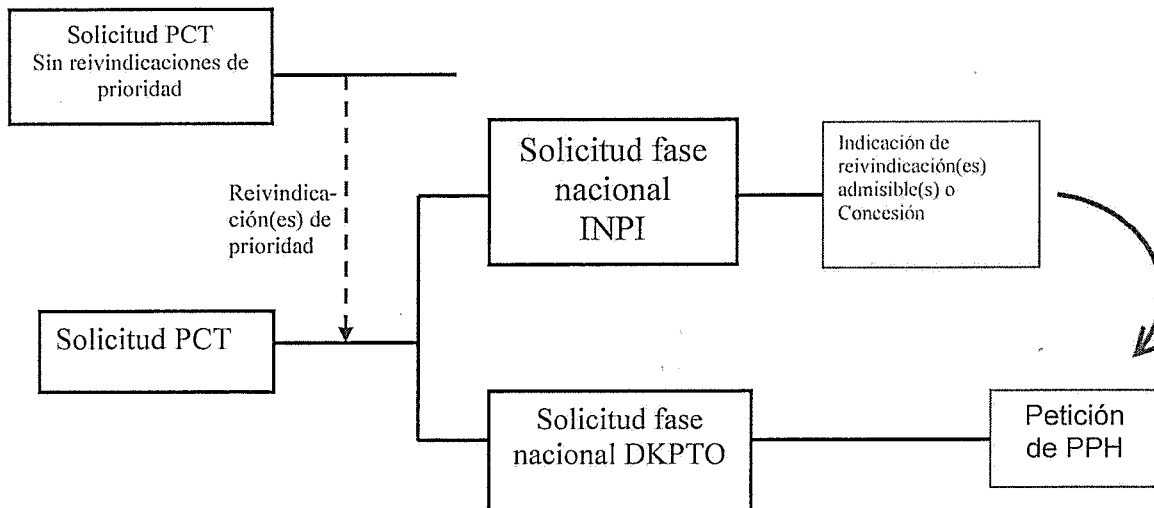 Solicitud PCT
Sin reivindicaciones de
prioridad
Reivindica-
ción(es) de
prioridad
Solicitud PCT
Solicitud fase
nacional
INPI
Indicación de
reivindicación(es)
admisible(s) o
Concesión
Solicitud fase
nacional DKPTO
Petición
de PPH